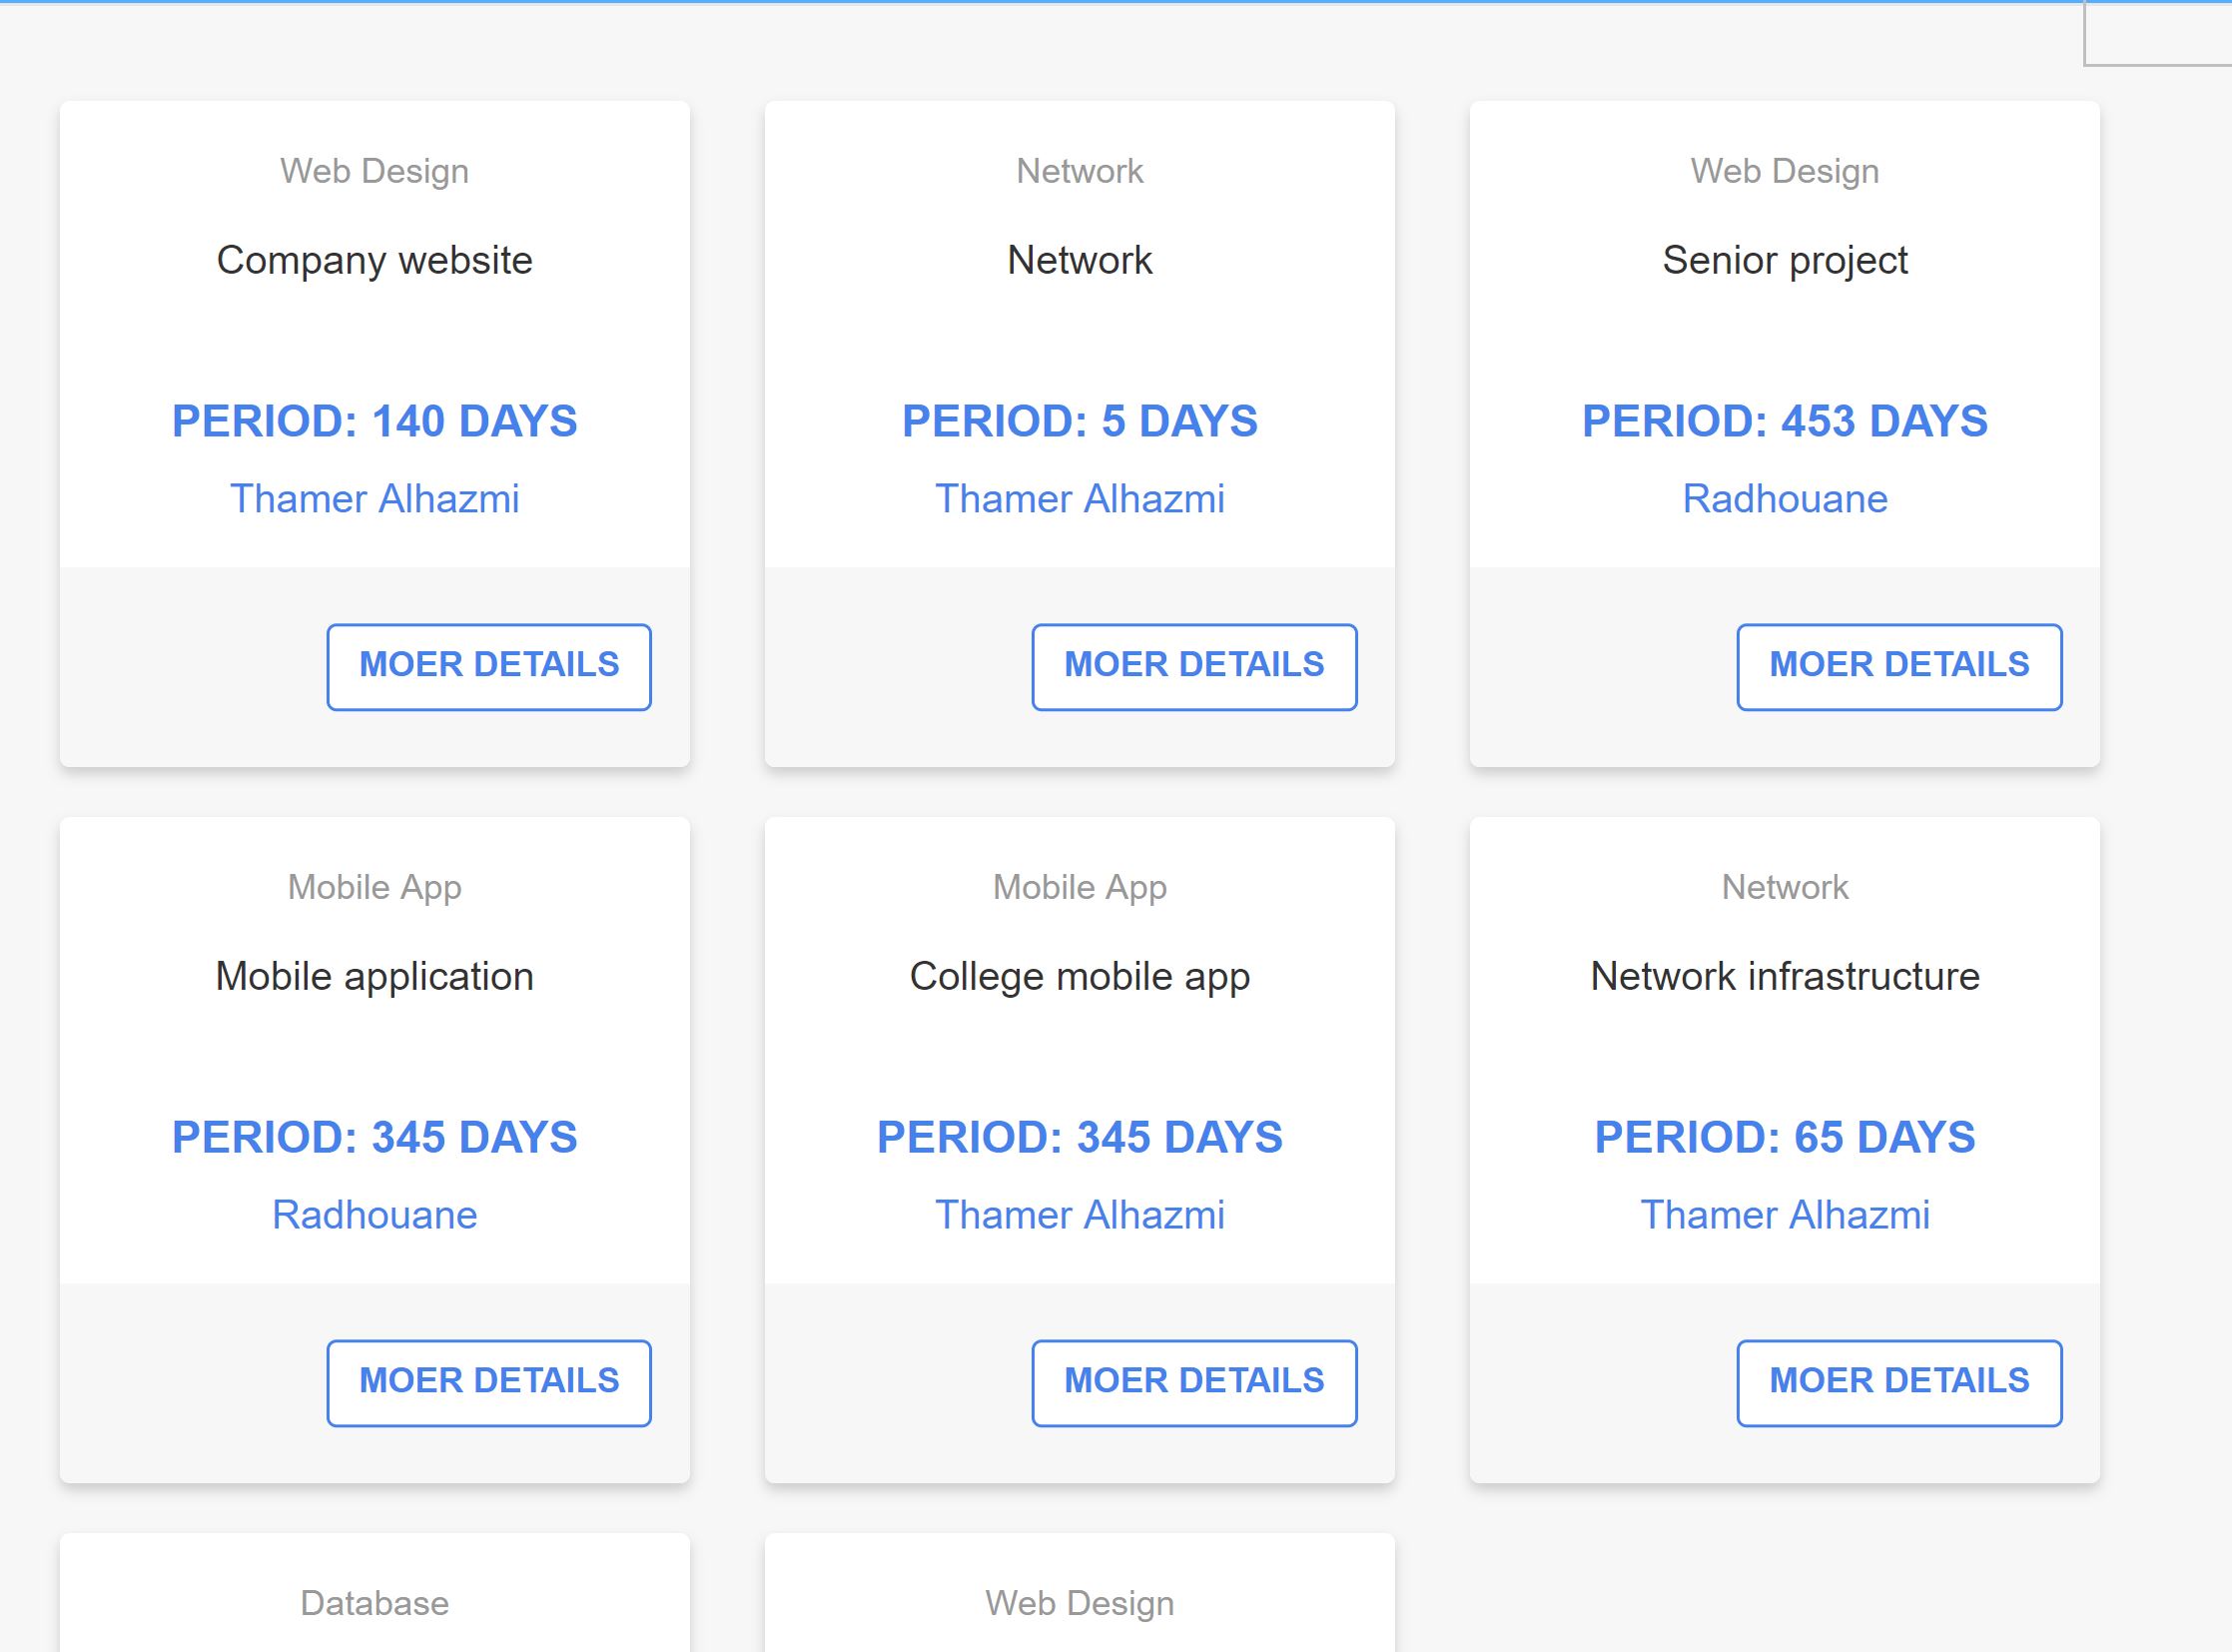 Web Design
Company website
PERIOD: 140 DAYS
Thamer Alhazmi
MOER DETAILS
Network
Network
PERIOD: 5 DAYS
Thamer Alhazmi
MOER DETAILS
Web Design
Senior project
PERIOD: 453 DAYS
Radhouane
MOER DETAILS
Mobile App
Mobile application
PERIOD: 345 DAYS
Radhouane
MOER DETAILS
Mobile App
College mobile app
PERIOD: 345 DAYS
Thamer Alhazmi
MOER DETAILS
Network
Network infrastructure
PERIOD: 65 DAYS
Thamer Alhazmi
MOER DETAILS
Database
Web Design